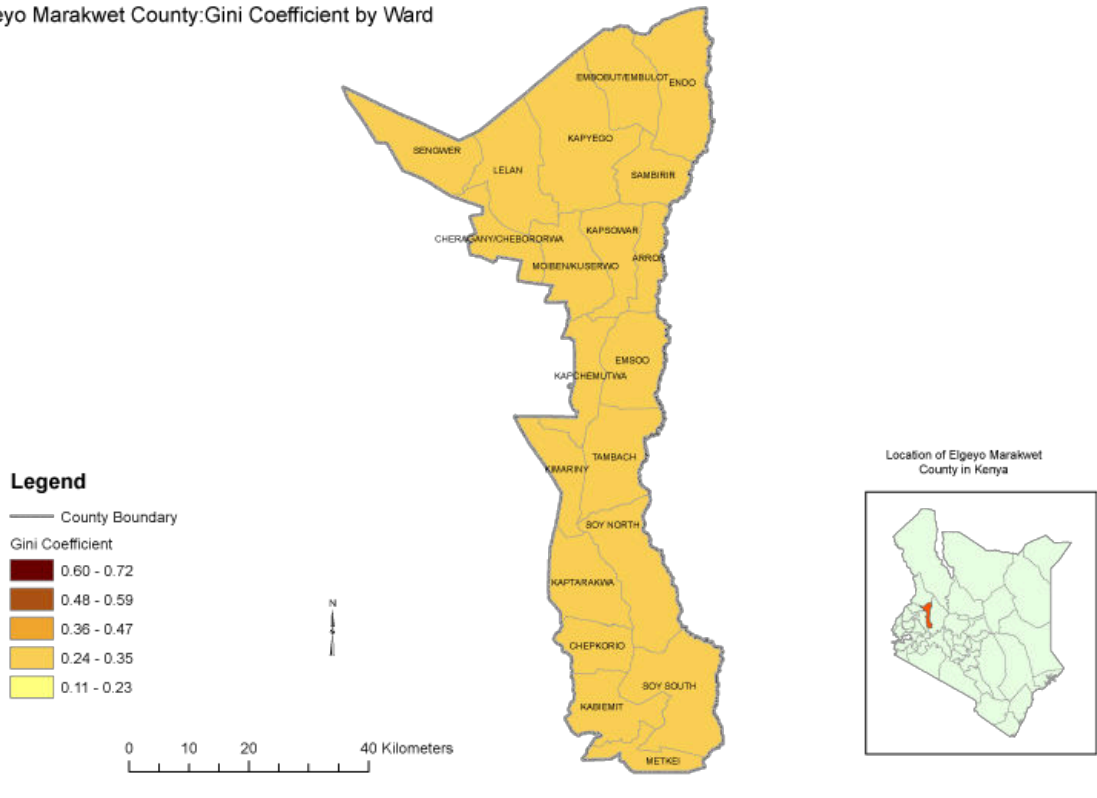 eyo Marakwet County:Gini Coefficient by Ward
EMBOBUT/EMBULOT
ENDO
KAPYEGO
SENGWER
LELAN
SAMBIRIR
KAPSOWAR
CHERAGANY/CHEBORORWA
ARROR
MOIBEN/KUSERWO
EMSOO
KAPCHEMUTWA
TAMBACH
KIMARINY
SOY NORTH
KAPTARAKWA
CHEPKORIO
SOY SOUTH
KABIEMIT
METKEI
Legend
County Boundary
Gini Coefficient
0.60 - 0.72
0.48 - 0.59
0.36 - 0.47
0.24 - 0.35
0.11 - 0.23
N
0 10 20 40 Kilometers
Location of Elgeyo Marakwet
County in Kenya